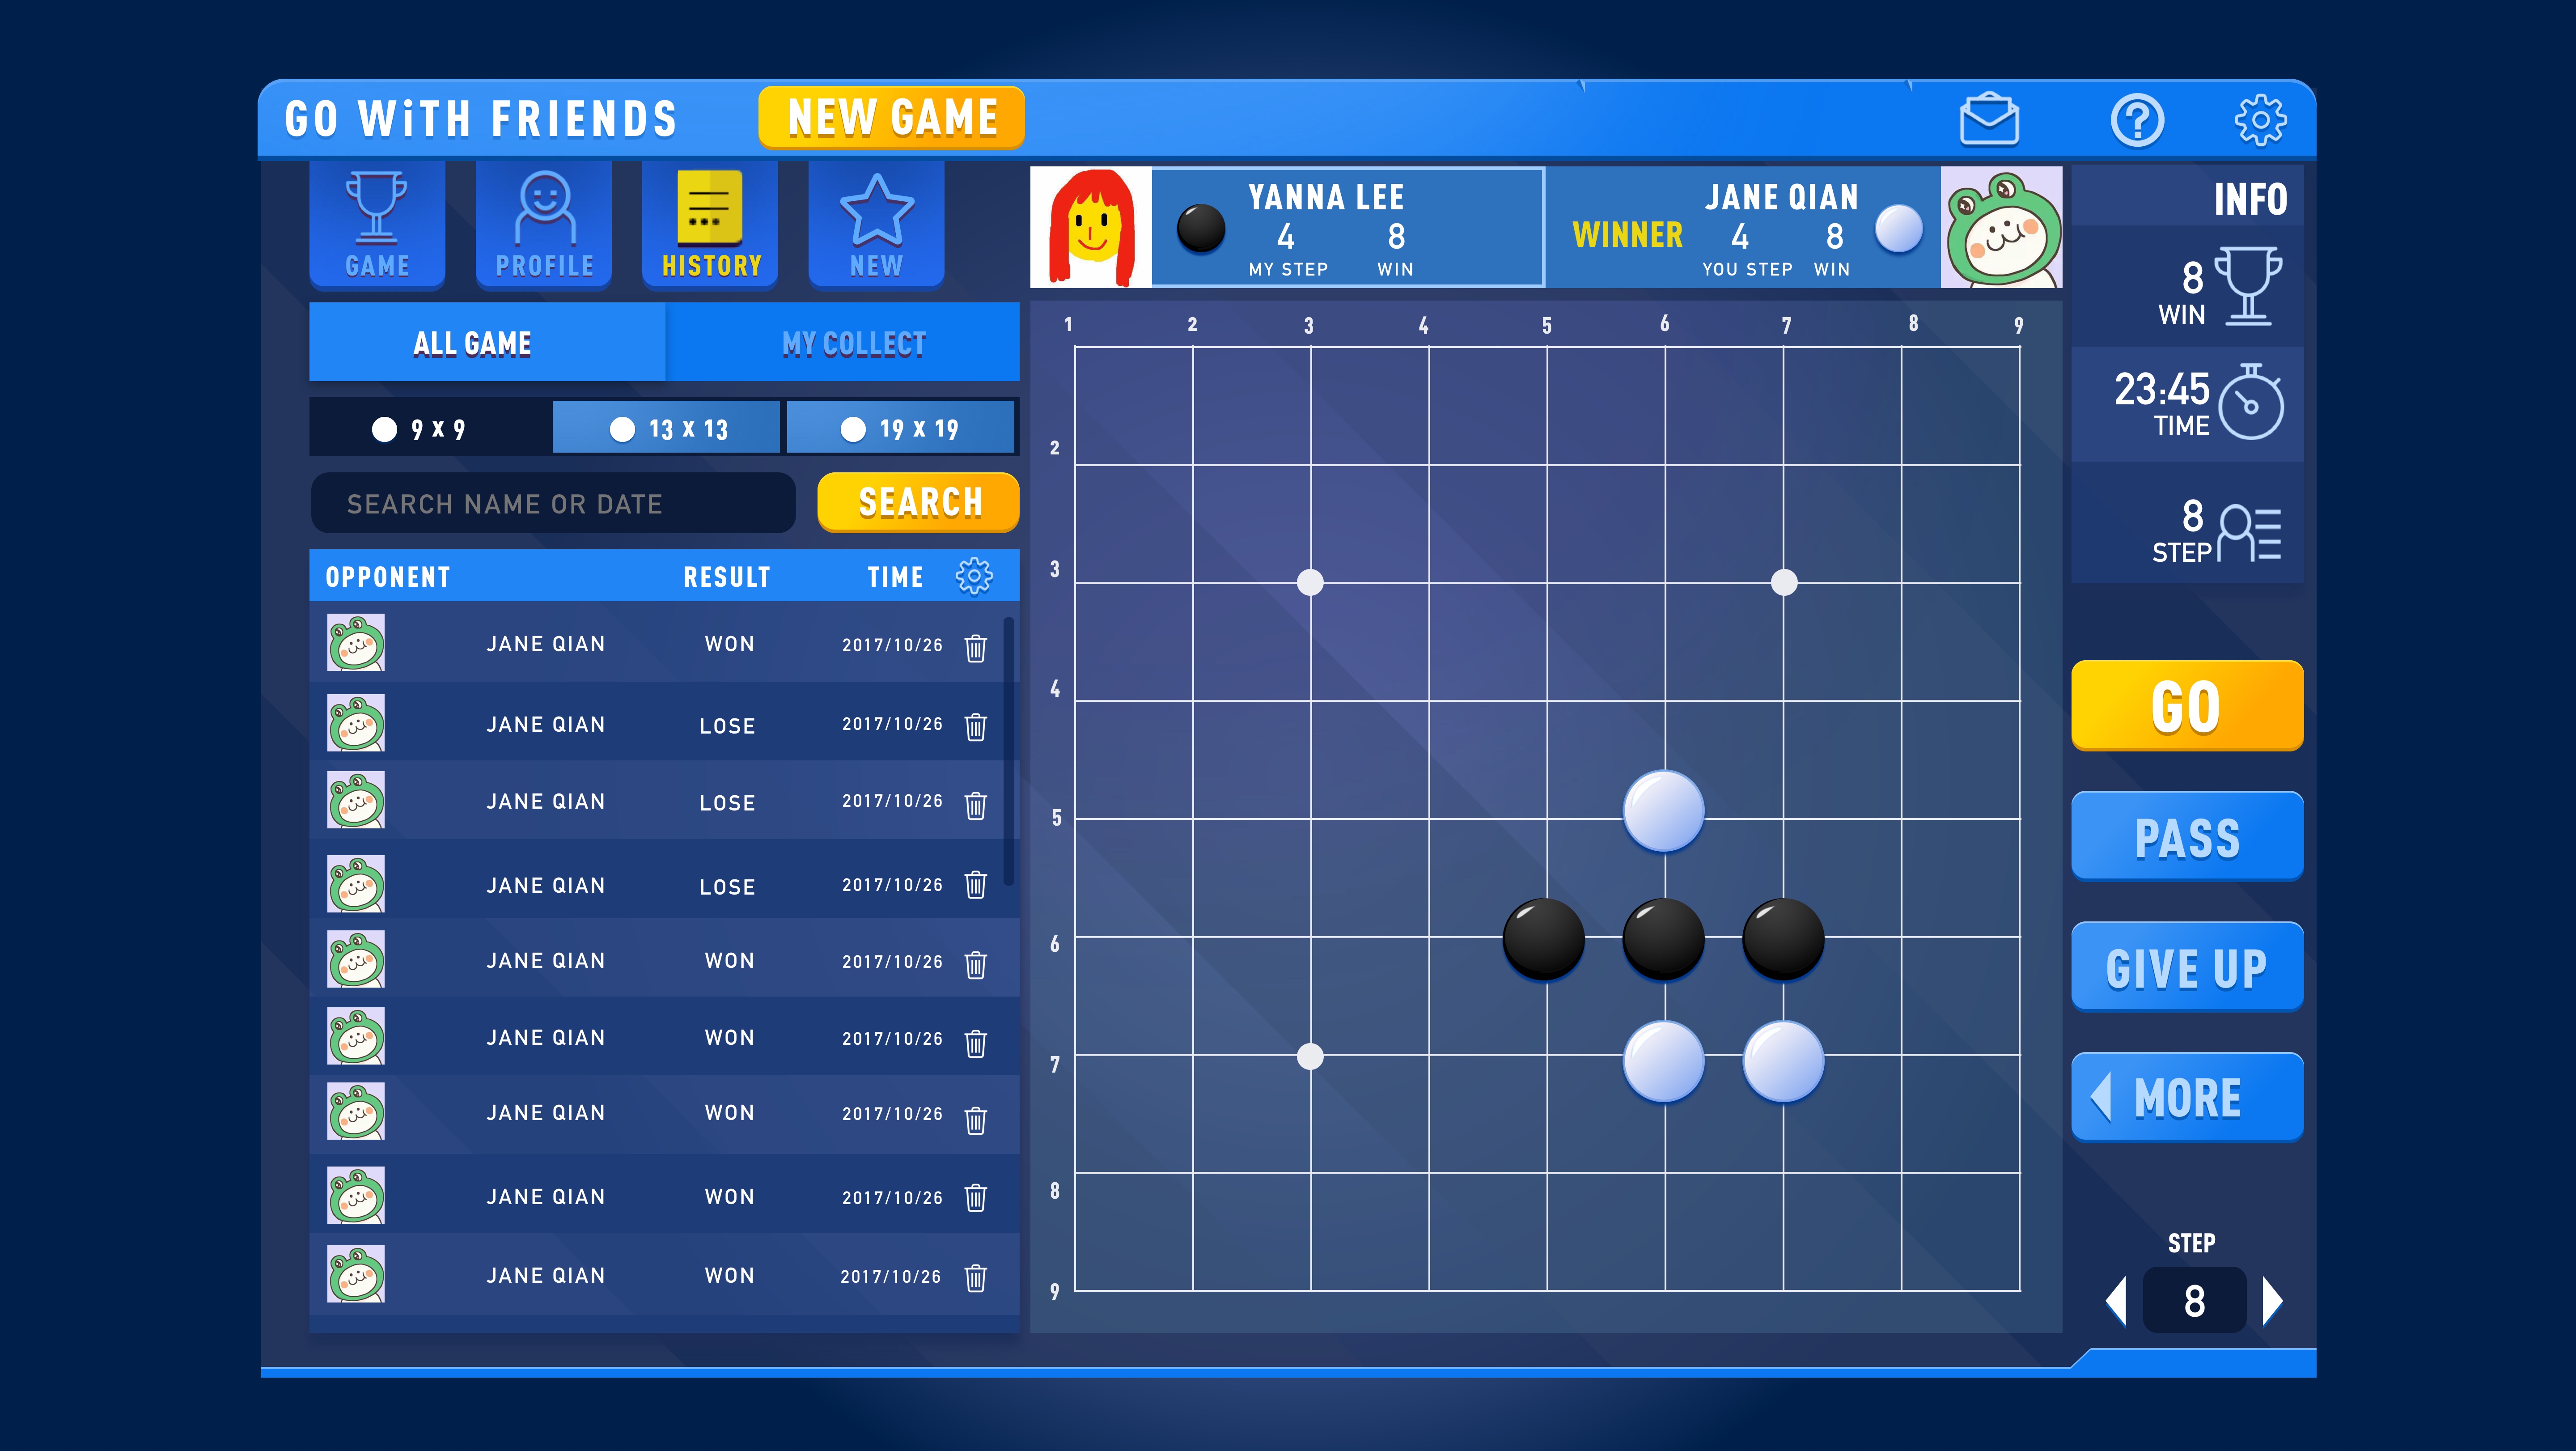 GO WiTH FRIENDS
NEW GAME
GAME
PROFILE
HISTORY
NEW
ALL GAME
MY COLLECT
9 X 9
13 X 13
19 X 19
SEARCH NAME OR DATE
SEARCH
OPPONENT RESULT TIME
JANE QIAN WON 2017/10/26
JANE QIAN LOSE 2017/10/26
JANE QIAN LOSE 2017/10/26
JANE QIAN LOSE 2017/10/26
JANE QIAN WON 2017/10/26
JANE QIAN WON 2017/10/26
JANE QIAN WON 2017/10/26
JANE QIAN WON 2017/10/26
JANE QIAN WON 2017/10/26
YANNA LEE
4 8
MY STEP WIN
WINNER
JANE QIAN
4 8
YOU STEP WIN
1 2 3 4 5 6 7 8 9
2
3
4
5
6
7
8
9
INFO
8
WIN
23:45
TIME
8
STEP
GO
PASS
GIVE UP
MORE
STEP
8